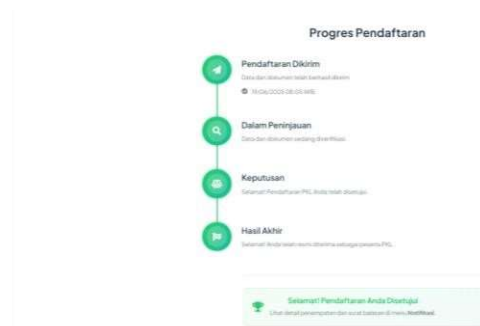 Progres Pendaftaran
Pendaftaran Dikirim
Data dan dokumen telah berhasil dikirim
Dalam Peninjauan
Data dan dokumen sedang diverifikasi
Keputusan
Selamat! Pendaftaran PKL Anda telah disetujui.
Hasil Akhir
Selamat! Anda telah resmi diterima sebagai peserta PKL.
Selamat! Pendaftaran Anda Disetujui
Lihat detail penempatan dan surat balasan di menu Notifikasi.